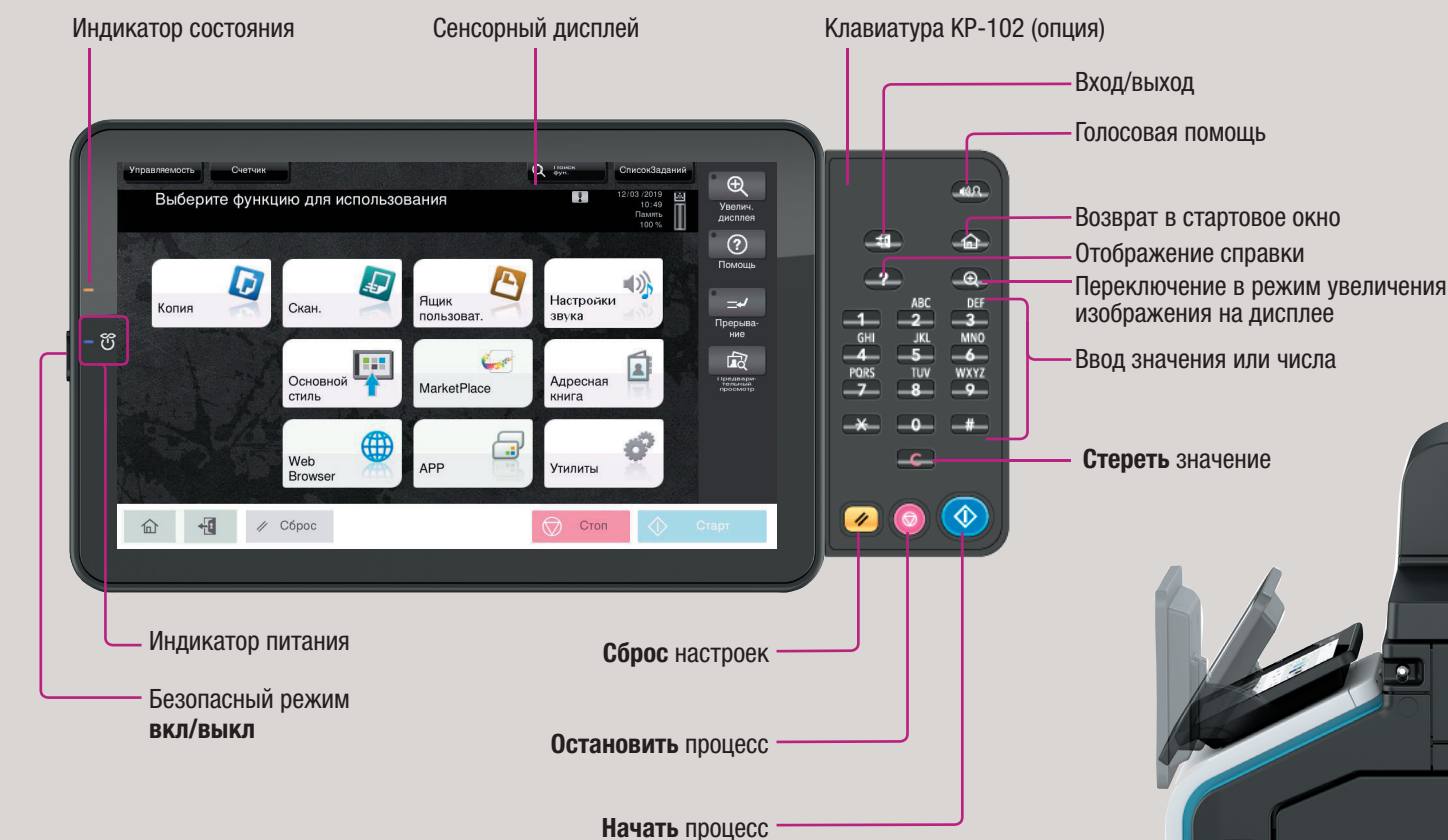 Индикатор состояния
Сенсорный дисплей
Клавиатура KP-102 (опция)
Вход/выход
Голосовая помощь
Возврат в стартовое окно
Отображение справки
Переключение в режим увеличения
изображения на дисплее
Ввод значения или числа
Стереть значение
Управляемость
Счетчик
Поиск
фун.
СписокЗаданий
Выберите функцию для использования
12/03 /2019
10:49
Память
100 %
Увелич.
дисплея
Помощь
Прерыва-
ние
Предвари-
тельный
просмотр
Копия
Скан.
Ящик
пользоват.
Настройки
звука
Основной
стиль
MarketPlace
Адресная
книга
Web
Browser
APP
Утилиты
Сброс
Стоп
Старт
ABC
DEF
1
2
3
GHI
JKL
MNO
4
5
6
PQRS
TUV
WXYZ
7
8
9
0
#
C
Индикатор питания
Безопасный режим
вкл/выкл
Сброс настроек
Остановить процесс
Начать процесс